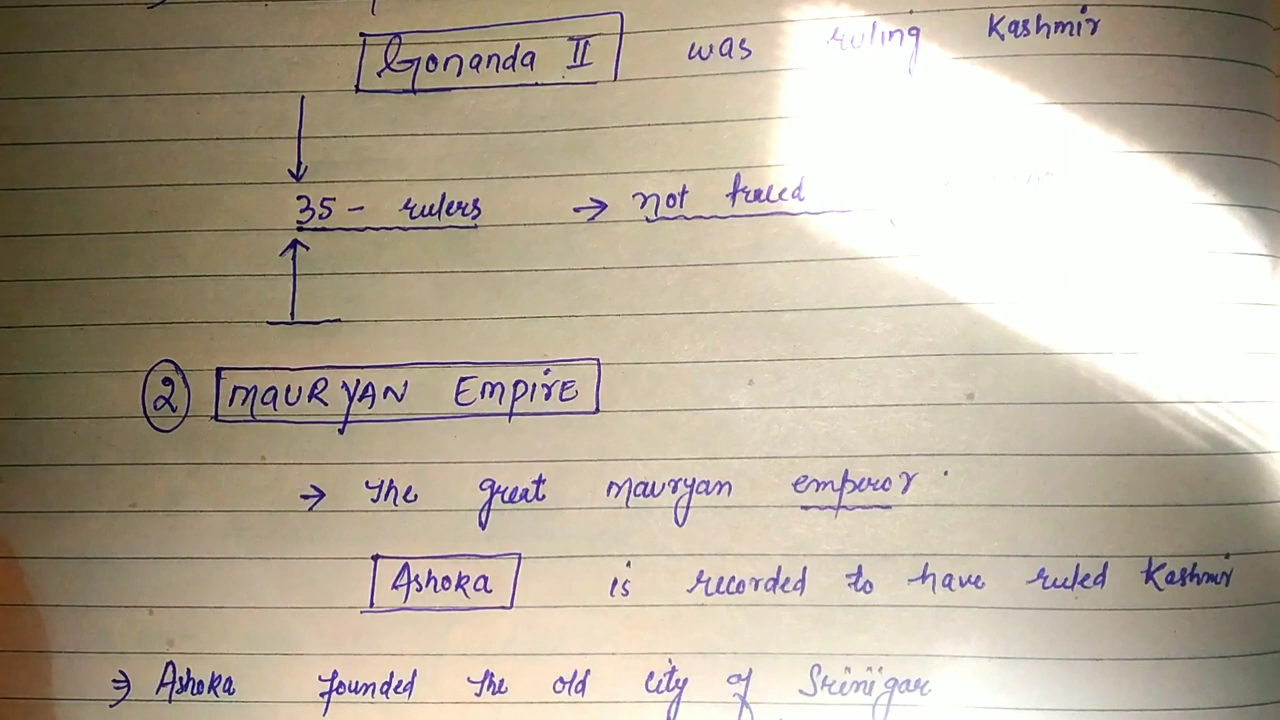 Gonanda II was ruling Kashmir
35 - rulers → not traced
② MAURYAN EMPIRE
→ The great mauryan emperor
Ashoka is recorded to have ruled Kashmir
⇒ Ashoka founded the old city of Srinigar